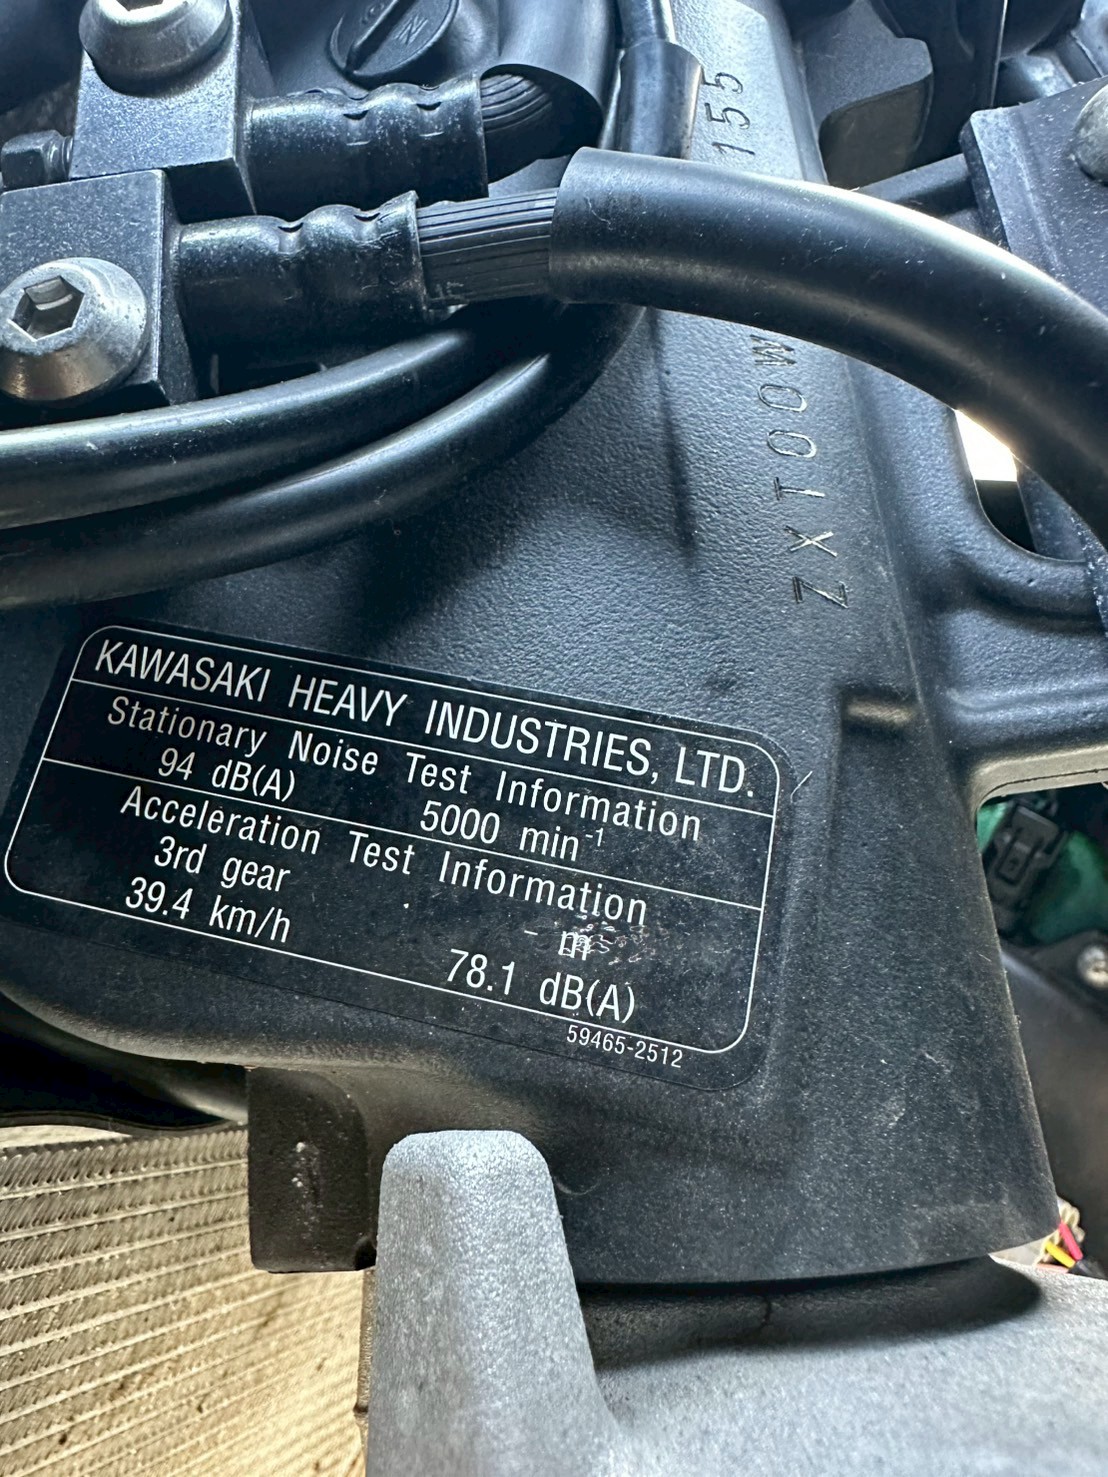 KAWASAKI HEAVY INDUSTRIES, LTD.
Stationary Noise Test Information
94 dB(A) 5000 min⁻¹
Acceleration Test Information
3rd gear - m
39.4 km/h 78.1 dB(A)
59465-2512
ZXT00W
155
N